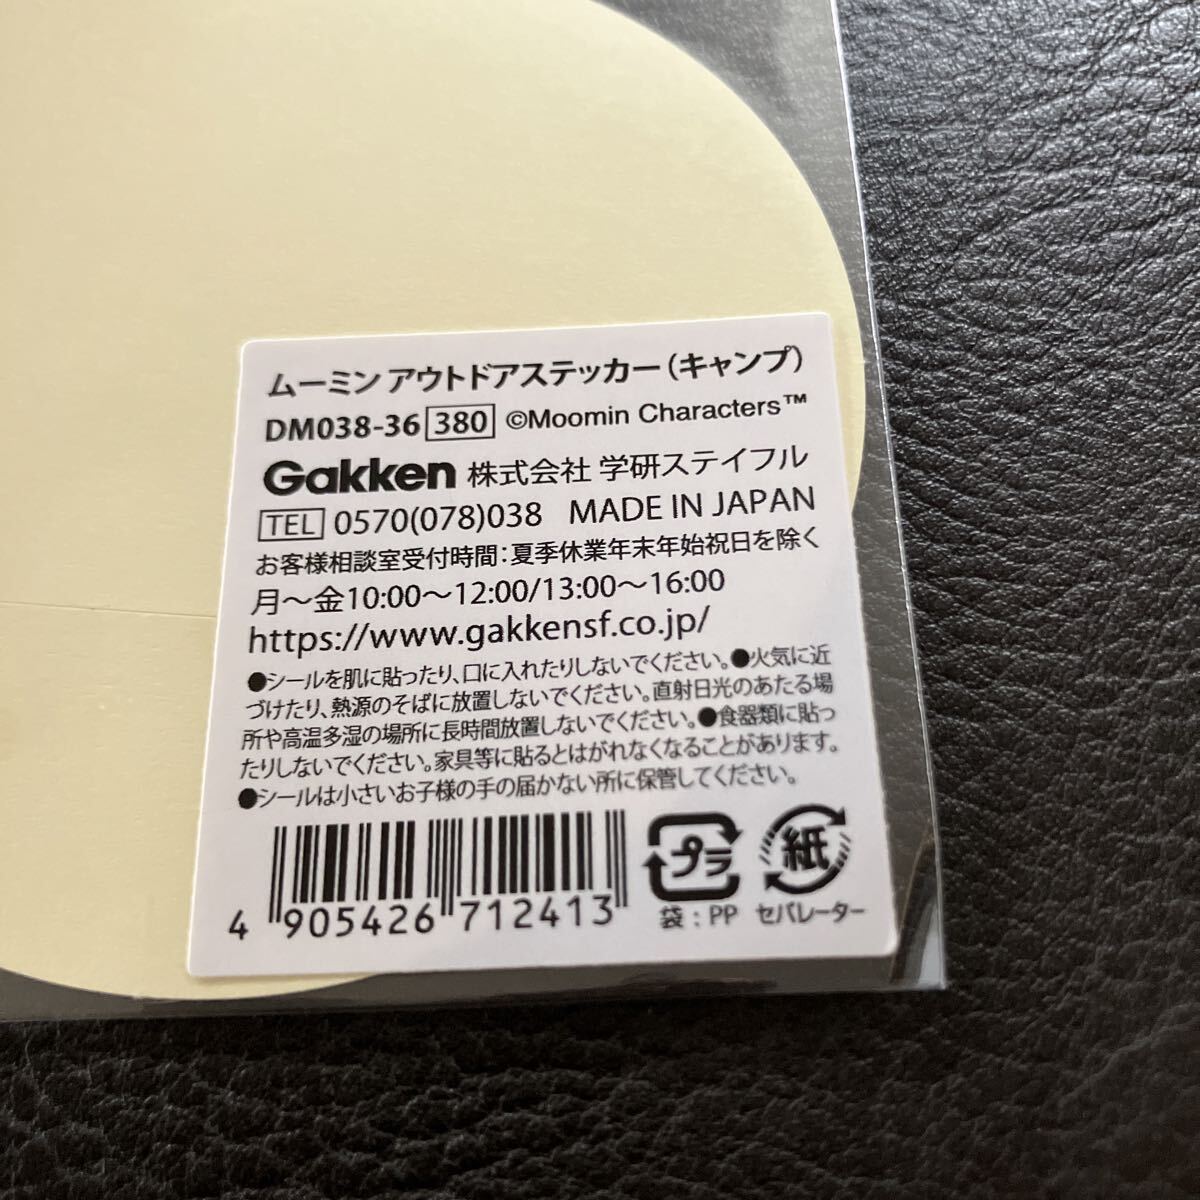 ムーミン アウトドアステッカー(キャンプ)
DM038-36 380 ©Moomin Characters™
Gakken 株式会社 学研ステイフル
TEL 0570(078)038 MADE IN JAPAN
お客様相談室受付時間:夏季休業年末年始祝日を除く
月～金10:00～12:00/13:00～16:00
https://www.gakkensf.co.jp/
●シールを肌に貼ったり、口に入れたりしないでください。●火気に近
づけたり、熱源のそばに放置しないでください。直射日光のあたる場
所や高温多湿の場所に長時間放置しないでください。●食器類に貼っ
たりしないでください。家具等に貼るとはがれなくなることがあります。
●シールは小さいお子様の手の届かない所に保管してください。
プラ 紙
4 905426 712413 袋:PP セパレーター